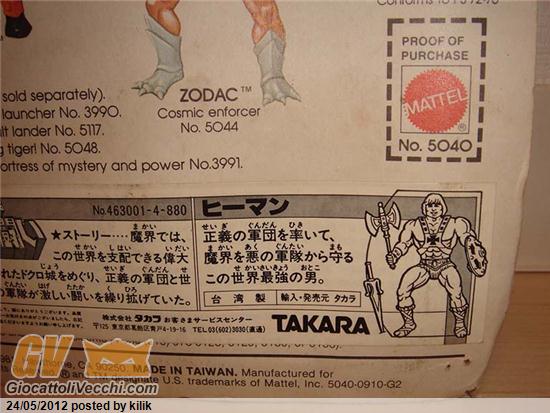 Conforms to
PROOF OF
PURCHASE
MATTEL
®
No. 5040
sold separately).
launcher No. 3990.
lt lander No. 5117.
g tiger! No. 5048.
ortress of mystery and power No.3991.
ZODAC™
Cosmic enforcer
No. 5044
No.463001-4-880
★ストーリー…魔界では、
この世界を支配できる偉大
れたドクロ城をめぐり、正義の軍団と世
軍隊が激しい闘いを繰り拡げていた。
ヒーマン
正義の軍団を率いて、
魔界を悪の軍隊から守る
この世界最強の男。
台湾製 輸入・発売元 タカラ
株式会社タカラ お客さまサービスセンター
〒125 東京都葛飾区青戸4-19-16 TEL 03(602)3030(直通)
TAKARA
CA 90250. MADE IN TAIWAN. Manufactured for
designate U.S. trademarks of Mattel, Inc. 5040-0910-G2
GV
GiocattoliVecchi.com
24/05/2012 posted by kilik